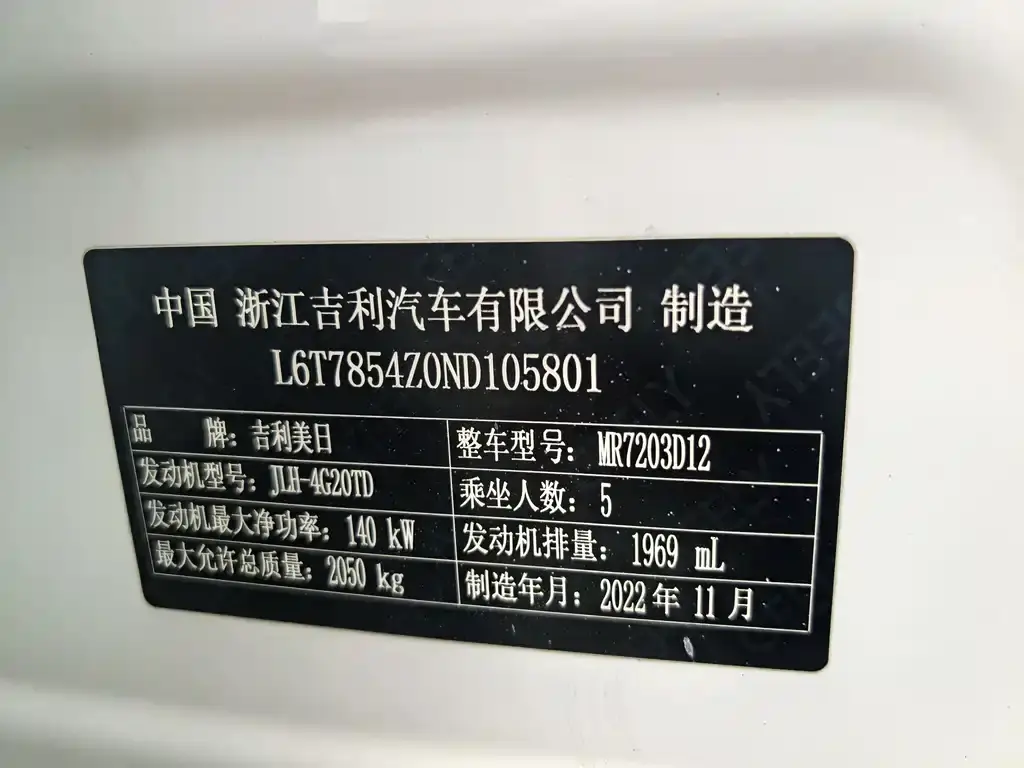 中国 浙江吉利汽车有限公司 制造
L6T7854Z0ND105801
品 牌：吉利美日
整车型号：MR7203D12
发动机型号：JLH-4G20TD
乘坐人数：5
发动机最大净功率：140 kW
发动机排量：1969 mL
最大允许总质量：2050 kg
制造年月：2022年 11月